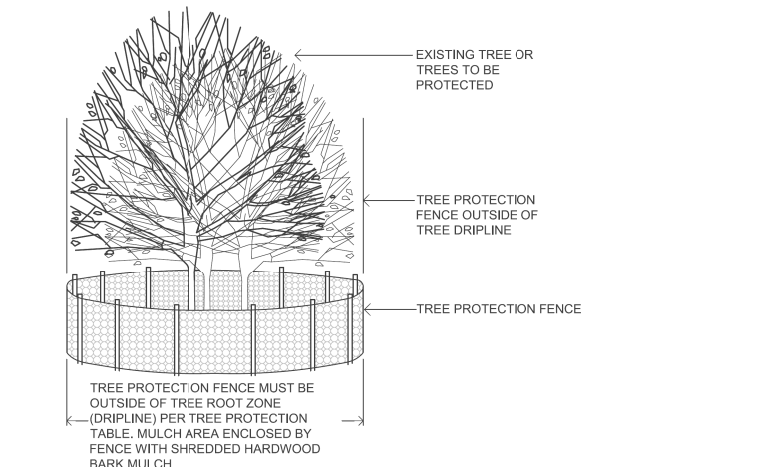 EXISTING TREE OR
TREES TO BE
PROTECTED
TREE PROTECTION
FENCE OUTSIDE OF
TREE DRIPLINE
TREE PROTECTION FENCE
TREE PROTECTION FENCE MUST BE
OUTSIDE OF TREE ROOT ZONE
(DRIPLINE) PER TREE PROTECTION
TABLE. MULCH AREA ENCLOSED BY
FENCE WITH SHREDDED HARDWOOD
BARK MULCH